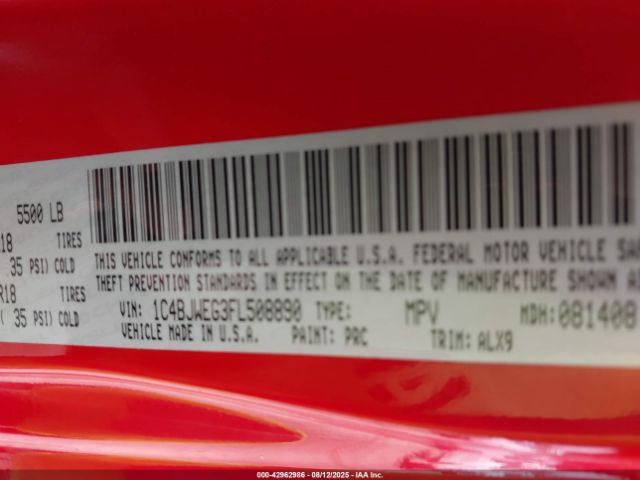 5500 LB
R18 TIRES
35 PSI) COLD
R18 TIRES
( 35 PSI) COLD
THIS VEHICLE CONFORMS TO ALL APPLICABLE U.S.A. FEDERAL MOTOR VEHICLE SA
THEFT PREVENTION STANDARDS IN EFFECT ON THE DATE OF MANUFACTURE SHOWN A
VIN: 1C4BJWEG3FL508890 TYPE: MPV MDH:081408
VEHICLE MADE IN U.S.A. PAINT: PRC TRIM: ALX9
000-42962986 - 08/12/2025 - IAA Inc.